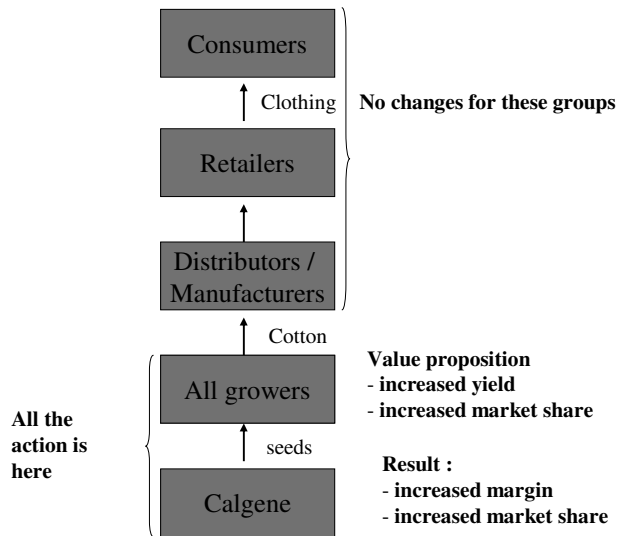 Consumers
Clothing
No changes for these groups
Retailers
Distributors /
Manufacturers
Cotton
All growers
Value proposition
- increased yield
- increased market share
All the
action is
here
seeds
Calgene
Result :
- increased margin
- increased market share